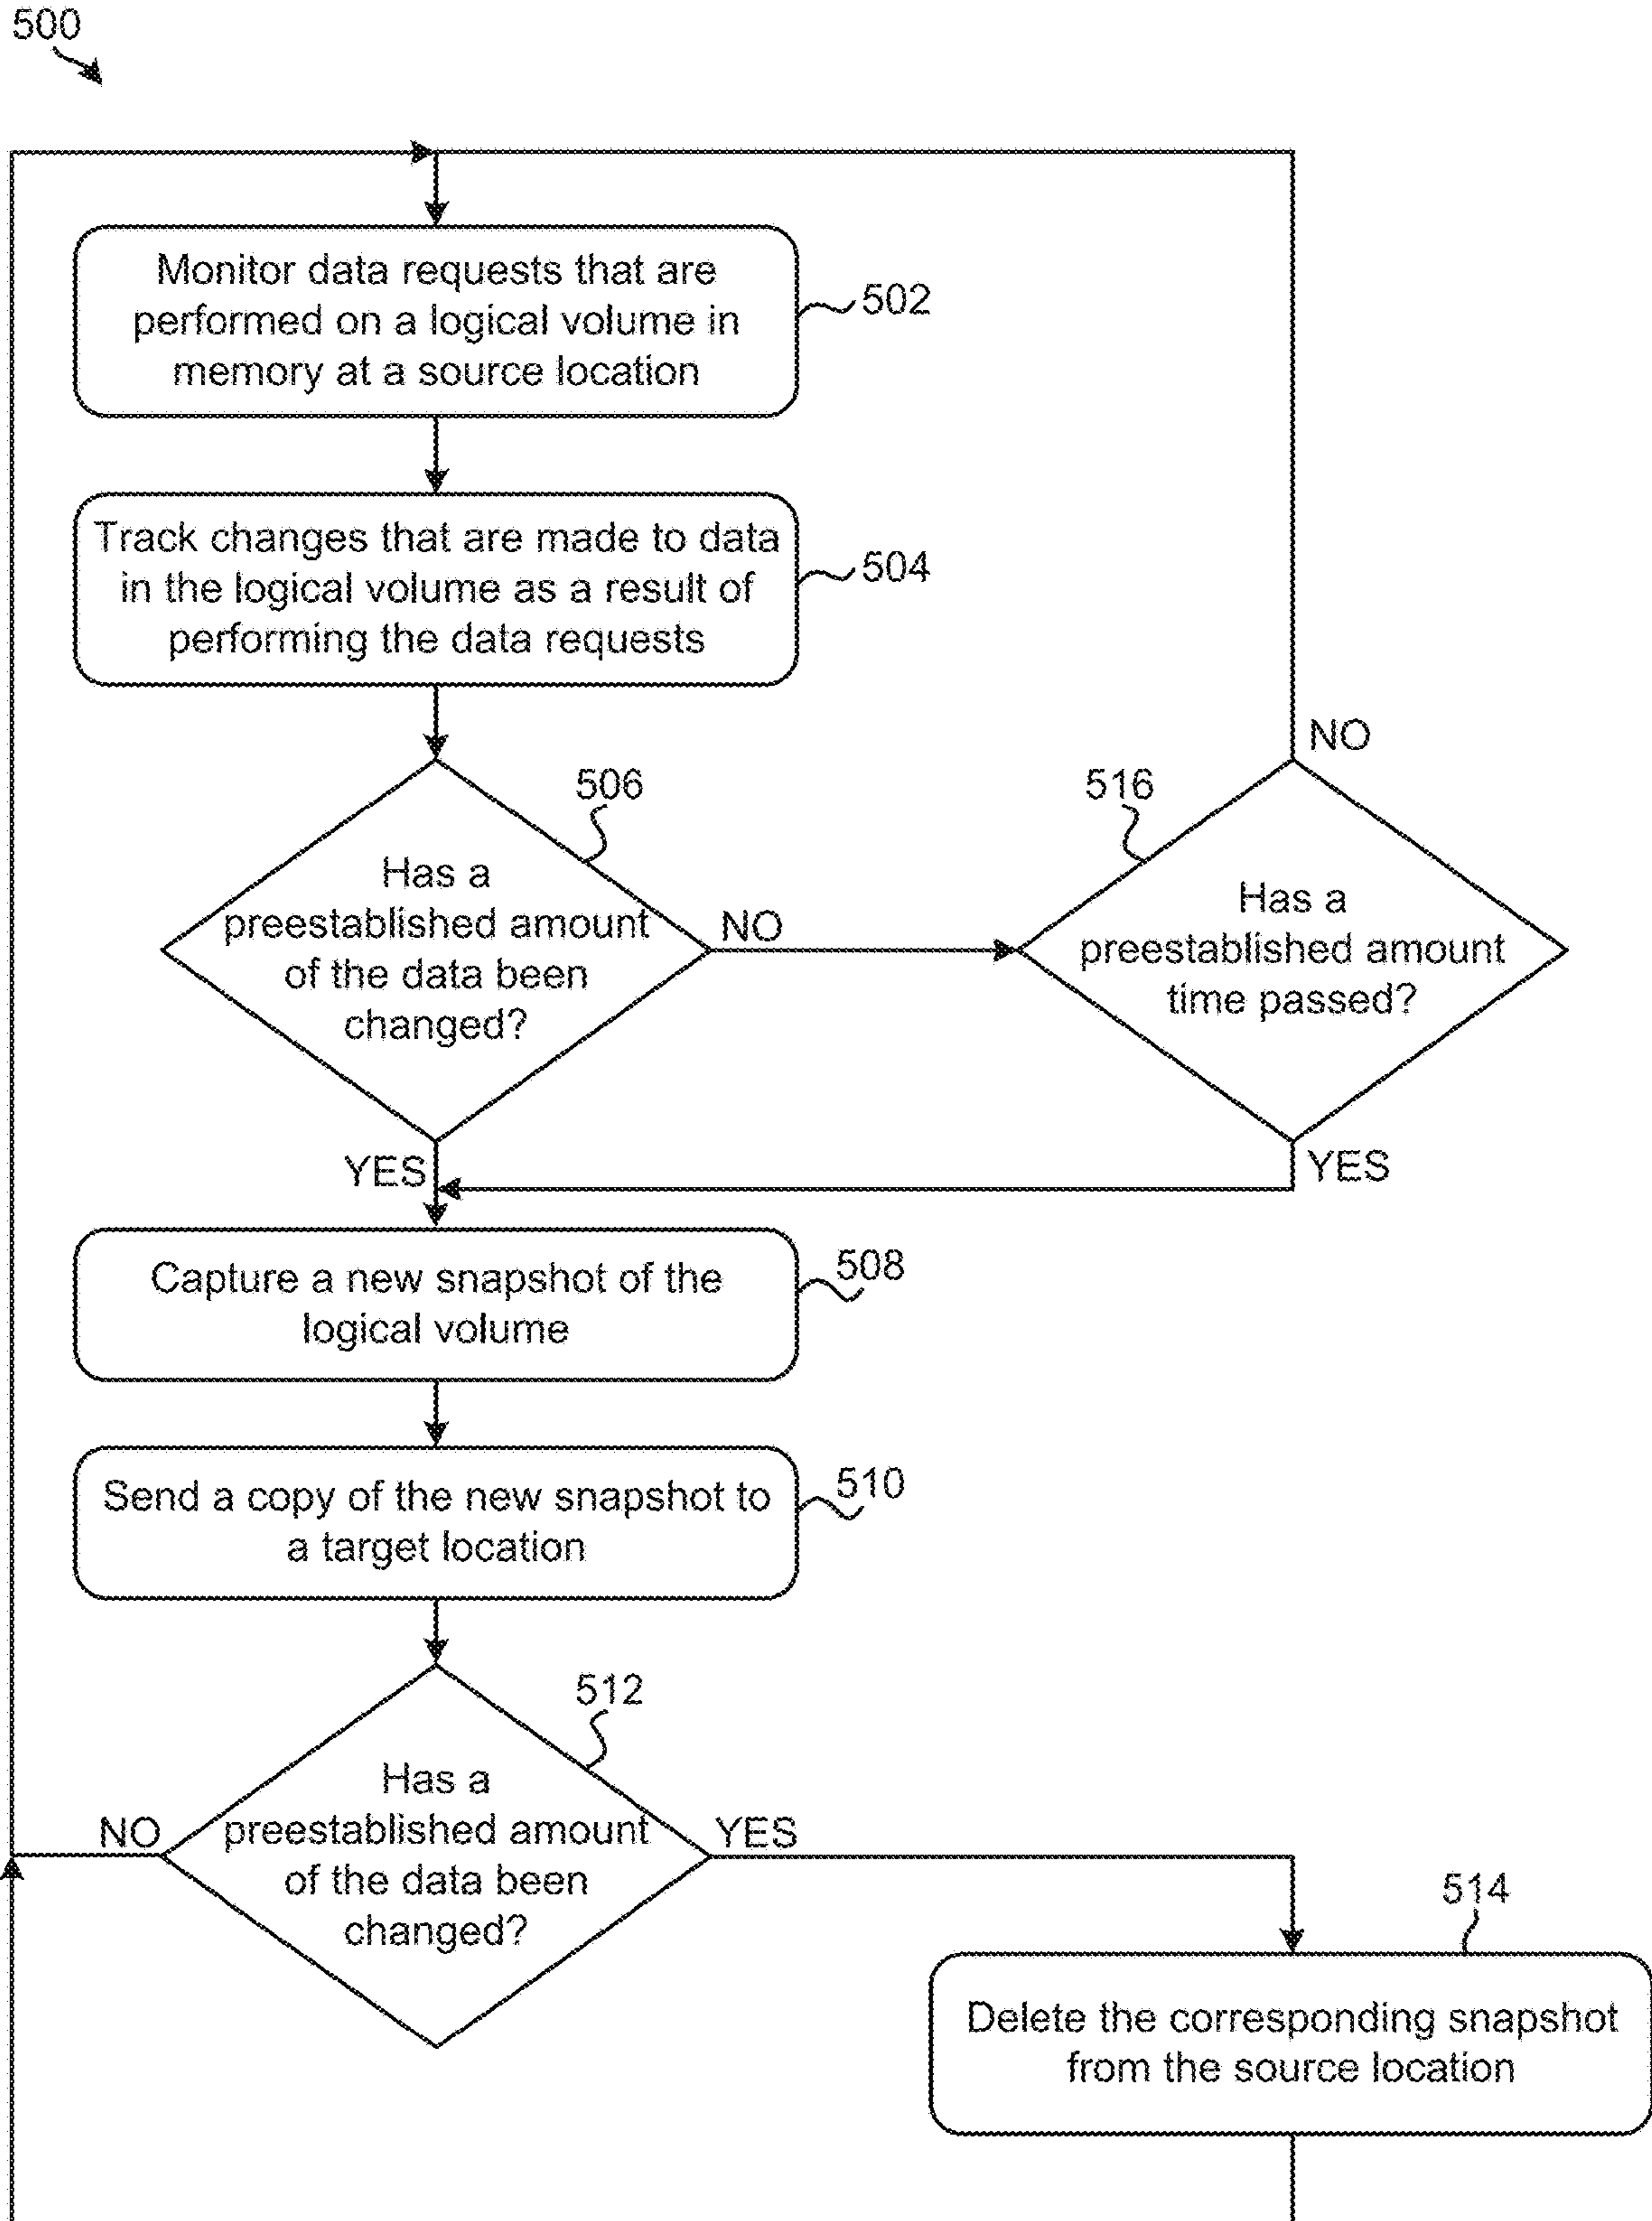 500
Monitor data requests that are
performed on a logical volume in
memory at a source location
502
Track changes that are made to data
in the logical volume as a result of
performing the data requests
504
NO
506
516
Has a
preestablished amount
of the data been
changed?
NO
Has a
preestablished amount
time passed?
YES
YES
Capture a new snapshot of the
logical volume
508
Send a copy of the new snapshot to
a target location
510
512
Has a
preestablished amount
of the data been
changed?
NO
YES
514
Delete the corresponding snapshot
from the source location